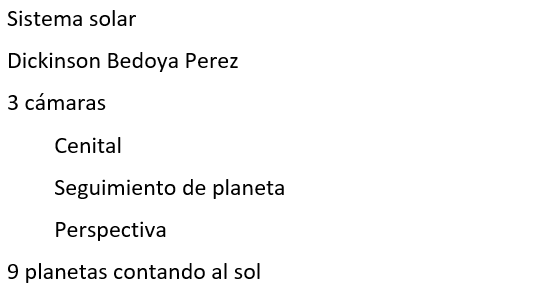 Sistema solar
Dickinson Bedoya Perez
3 cámaras
Cenital
Seguimiento de planeta
Perspectiva
9 planetas contando al sol